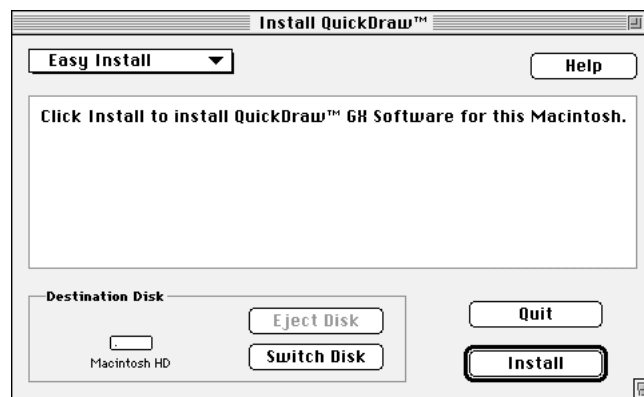 Install QuickDraw™
Easy Install
Help
Click Install to install QuickDraw™ GX Software for this Macintosh.
Destination Disk
Eject Disk
Quit
Macintosh HD
Switch Disk
Install